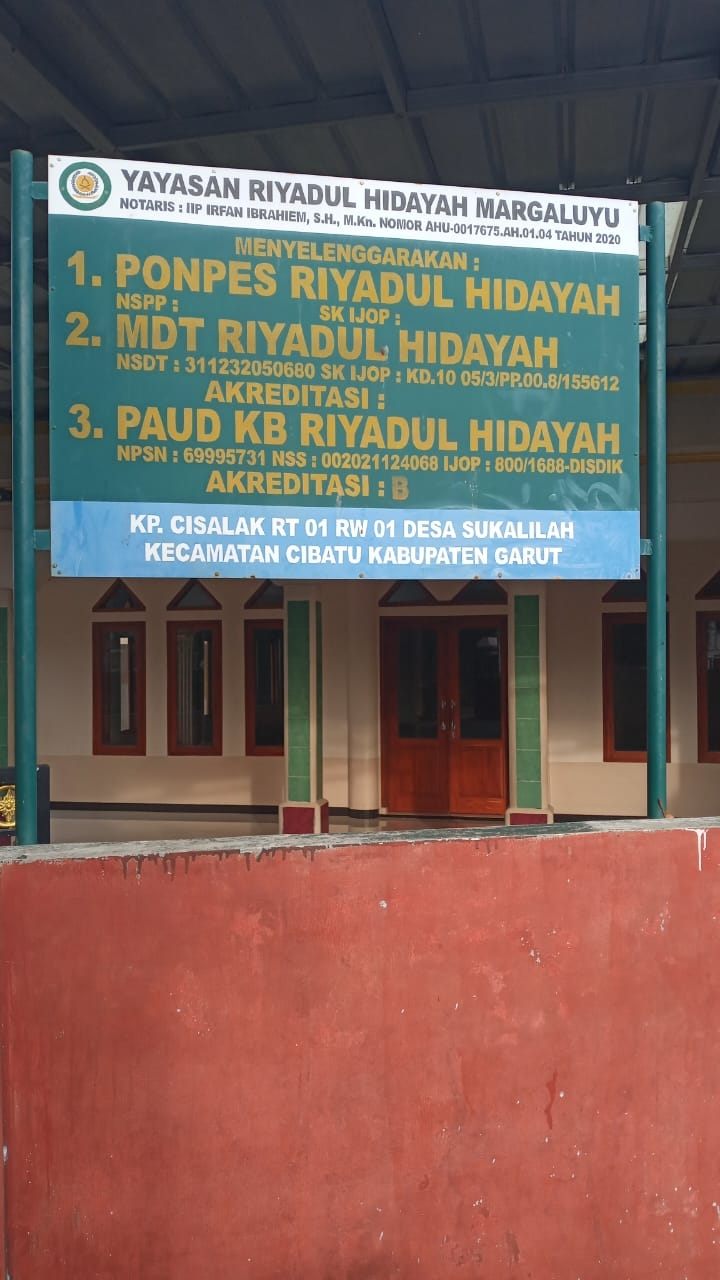 YAYASAN RIYADUL HIDAYAH MARGALUYU
NOTARIS : IIP IRFAN IBRAHIEM, S.H., M.Kn. NOMOR AHU-0017675.AH.01.04 TAHUN 2020
MENYELENGGARAKAN :
1. PONPES RIYADUL HIDAYAH
NSPP : SK IJOP :
2. MDT RIYADUL HIDAYAH
NSDT : 311232050680 SK IJOP : KD.10 05/3/PP.00.8/155612
AKREDITASI :
3. PAUD KB RIYADUL HIDAYAH
NPSN : 69995731 NSS : 002021124068 IJOP : 800/1688-DISDIK
AKREDITASI : B
KP. CISALAK RT 01 RW 01 DESA SUKALILAH
KECAMATAN CIBATU KABUPATEN GARUT